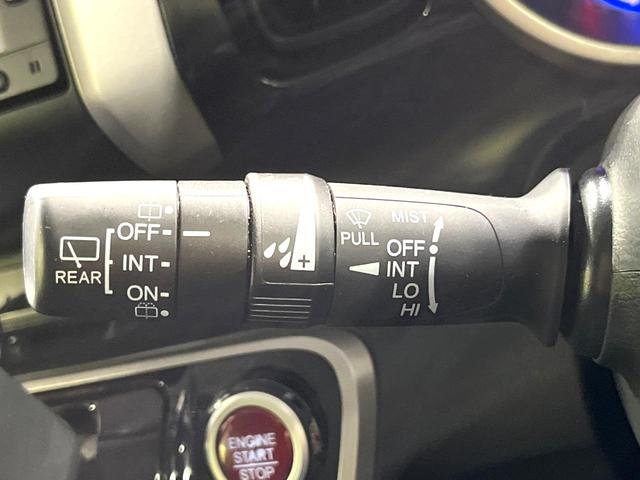 REAR
OFF
INT
ON
+
PULL
MIST
OFF
INT
LO
HI
ENGINE
START
STOP